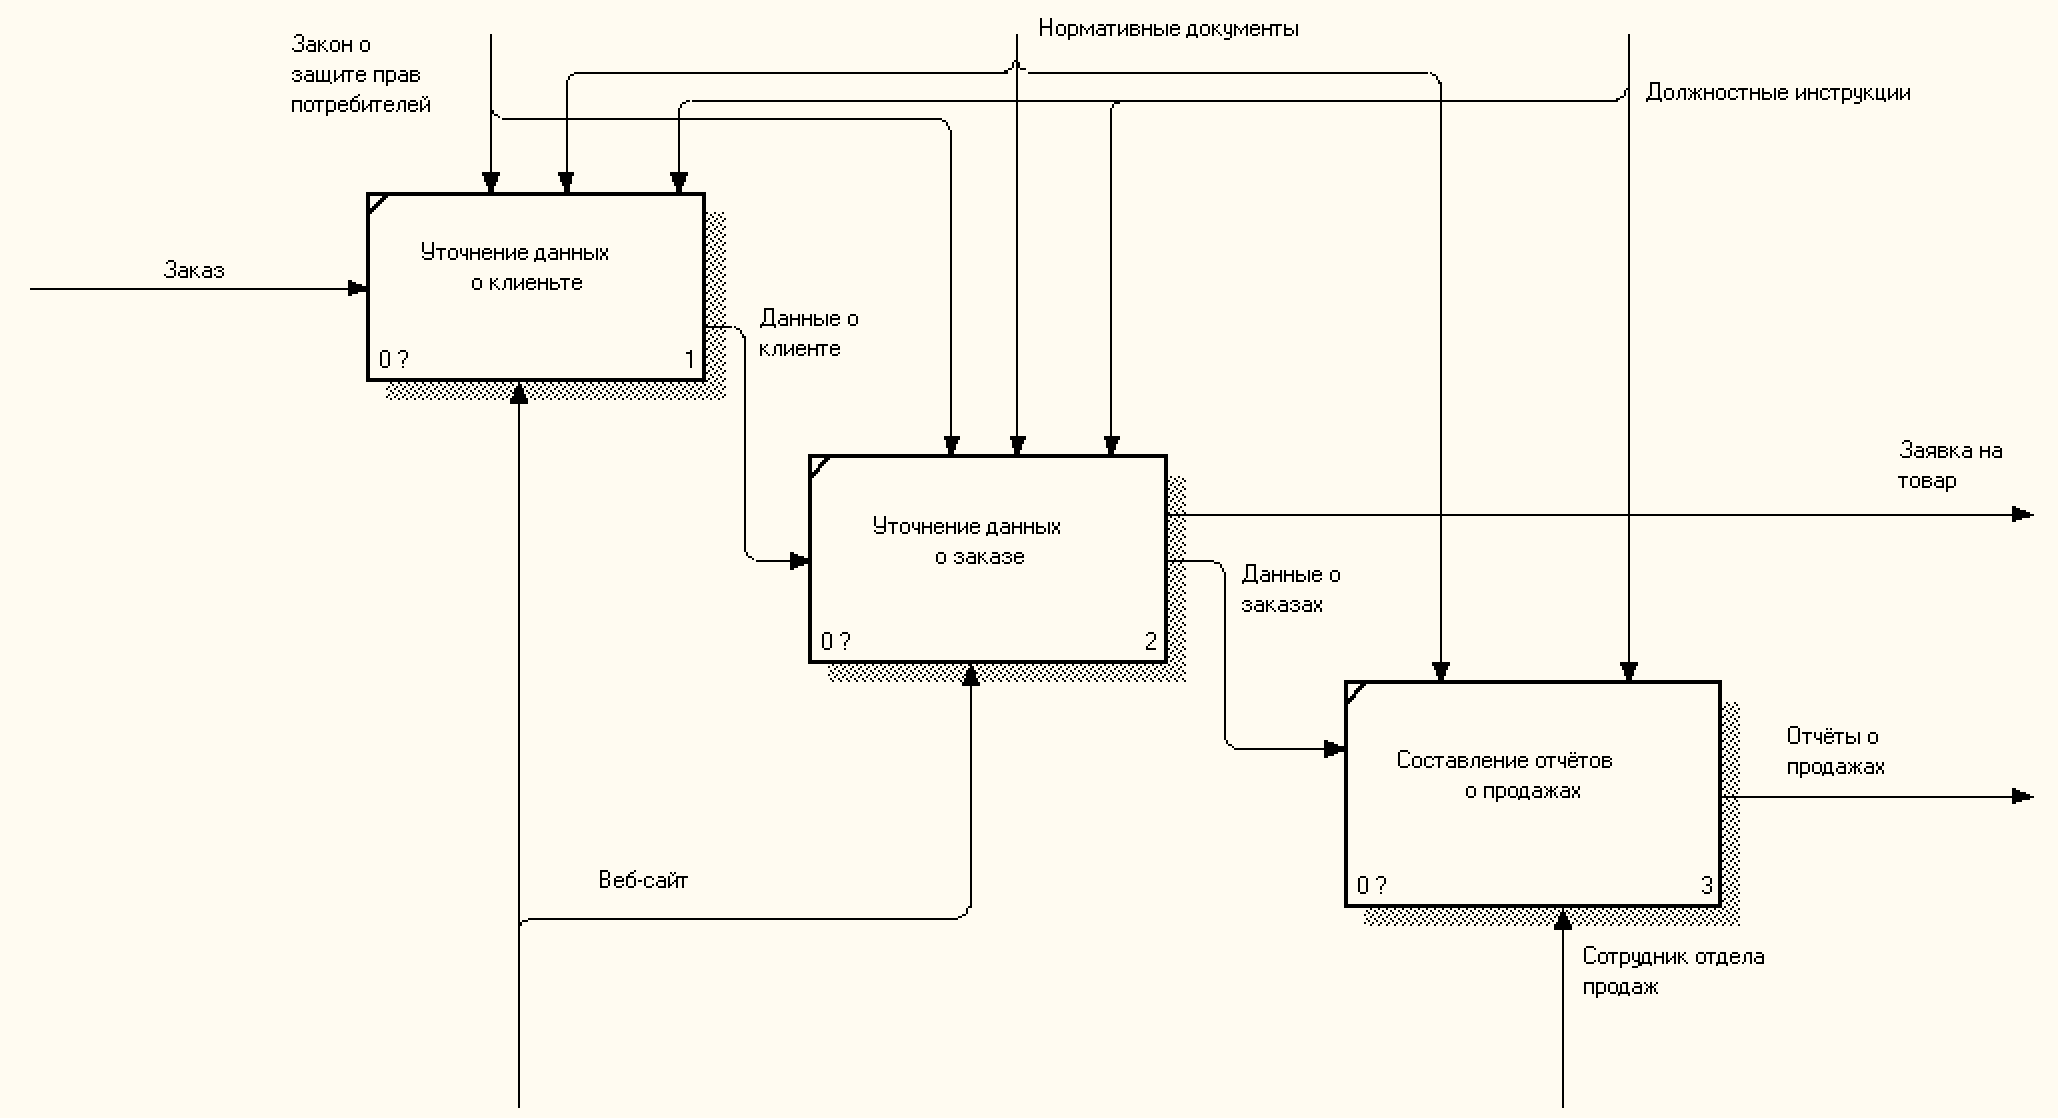 Нормативные документы
Закон о
защите прав
потребителей
Должностные инструкции
Уточнение данных
о клиеньте
0 ?
1
Заказ
Данные о
клиенте
Заявка на
товар
Уточнение данных
о заказе
0 ?
2
Данные о
заказах
Составление отчётов
о продажах
0 ?
3
Отчёты о
продажах
Веб-сайт
Сотрудник отдела
продаж